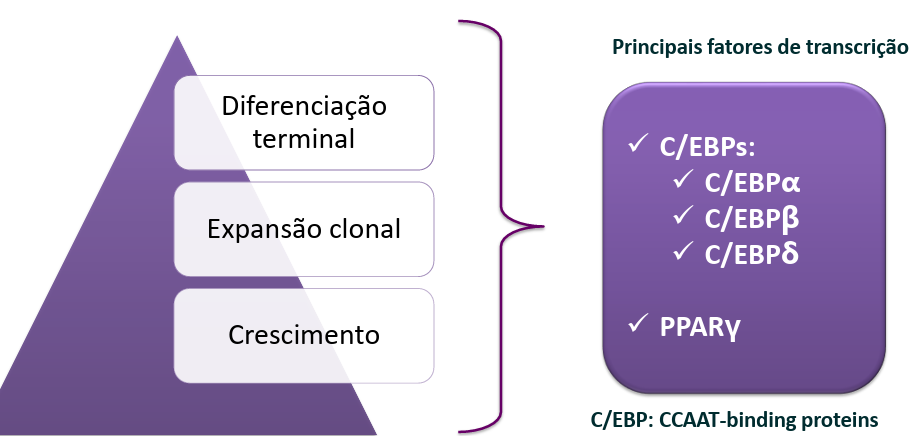 Diferenciação
terminal
Expansão clonal
Crescimento
Principais fatores de transcrição
✓ C/EBPs:
✓ C/EBPα
✓ C/EBPβ
✓ C/EBPδ
✓ PPARγ
C/EBP: CCAAT-binding proteins